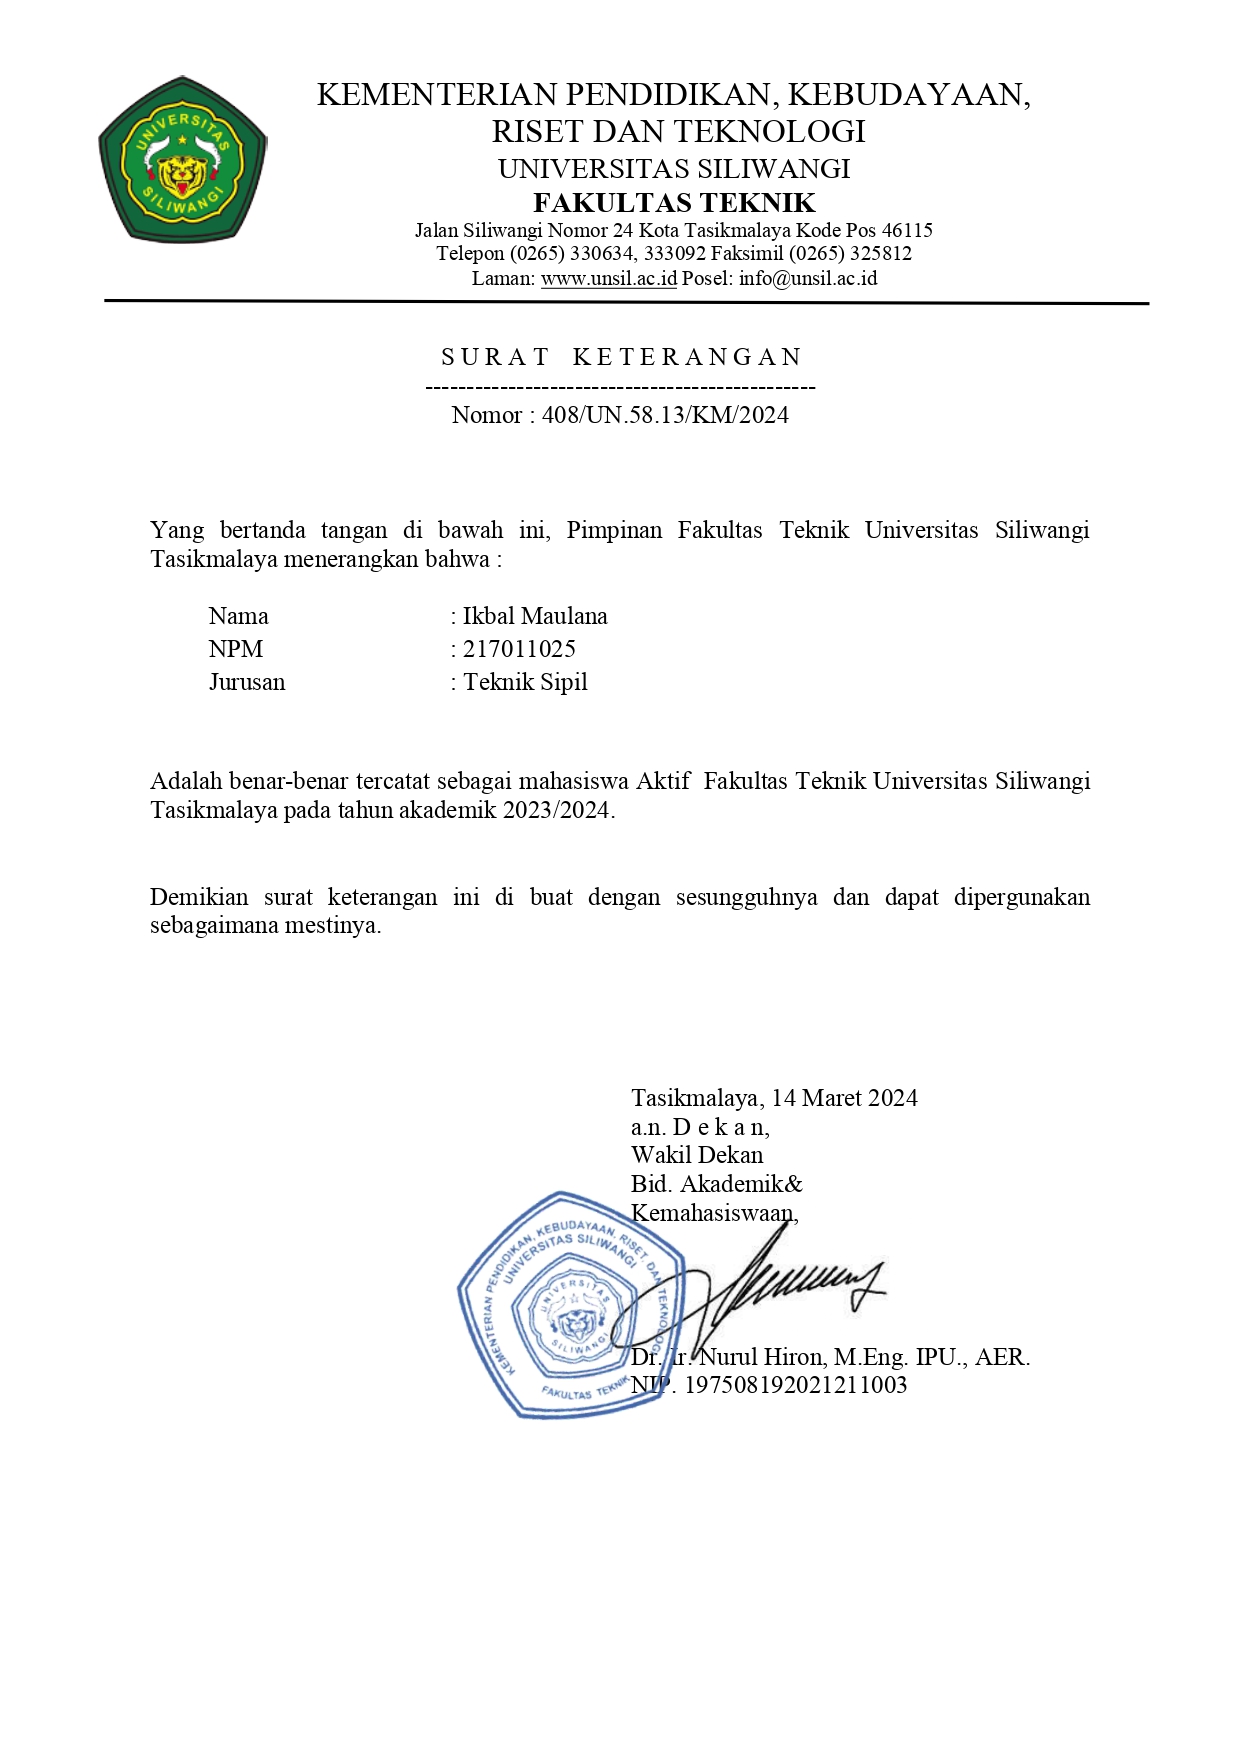 KEMENTERIAN PENDIDIKAN, KEBUDAYAAN,
RISET DAN TEKNOLOGI
UNIVERSITAS SILIWANGI
FAKULTAS TEKNIK
Jalan Siliwangi Nomor 24 Kota Tasikmalaya Kode Pos 46115
Telepon (0265) 330634, 333092 Faksimil (0265) 325812
Laman: www.unsil.ac.id Posel: info@unsil.ac.id
UNIVERSITAS
SILIWANGI
S U R A T K E T E R A N G A N
-----------------------------------------------
Nomor : 408/UN.58.13/KM/2024
Yang bertanda tangan di bawah ini, Pimpinan Fakultas Teknik Universitas Siliwangi
Tasikmalaya menerangkan bahwa :
Nama : Ikbal Maulana
NPM : 217011025
Jurusan : Teknik Sipil
Adalah benar-benar tercatat sebagai mahasiswa Aktif Fakultas Teknik Universitas Siliwangi
Tasikmalaya pada tahun akademik 2023/2024.
Demikian surat keterangan ini di buat dengan sesungguhnya dan dapat dipergunakan
sebagaimana mestinya.
Tasikmalaya, 14 Maret 2024
a.n. D e k a n,
Wakil Dekan
Bid. Akademik&
Kemahasiswaan,
KEMENTERIAN PENDIDIKAN, KEBUDAYAAN, RISET, DAN TEKNOLOGI
UNIVERSITAS SILIWANGI
UNIVERSITAS
SILIWANGI
FAKULTAS TEKNIK
Dr. Ir. Nurul Hiron, M.Eng. IPU., AER.
NIP. 197508192021211003